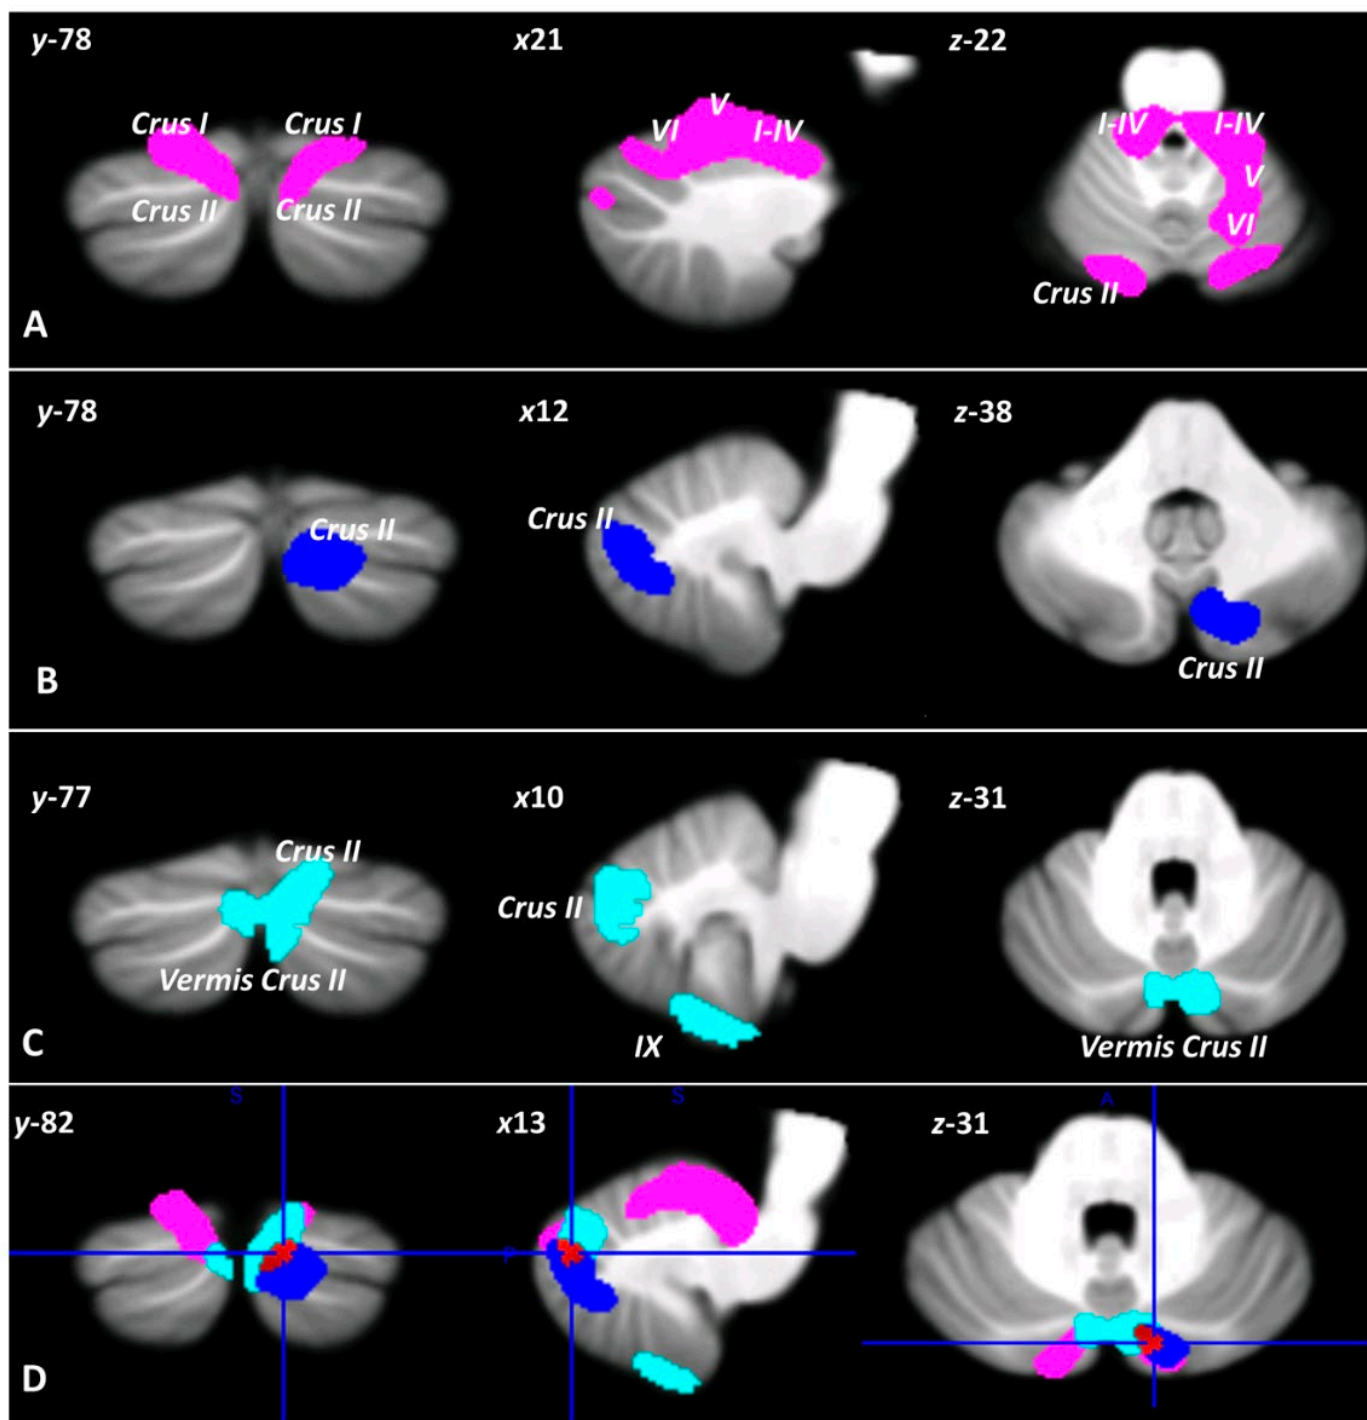 y-78 x21 z-22
Crus I Crus I V I-IV I-IV
VI I-IV
V
Crus II Crus II VI
Crus II
A
y-78 x12 z-38
Crus II Crus II
Crus II
B
y-77 x10 z-31
Crus II
Crus II
Vermis Crus II
IX Vermis Crus II
C
S S A
y-82 x13 z-31
P
D